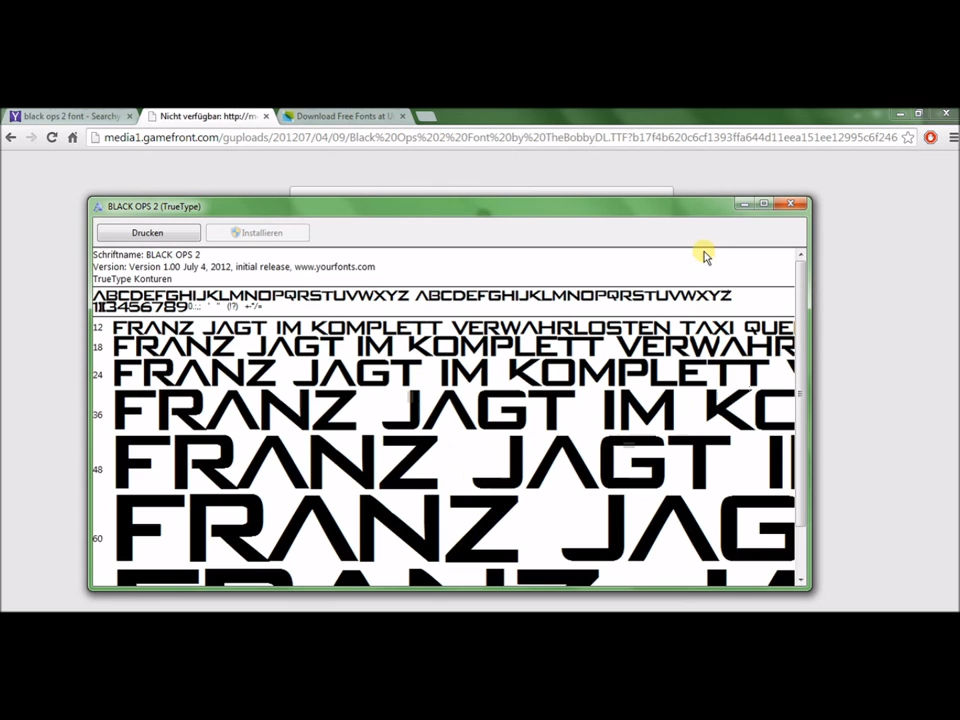 black ops 2 font - Searchy
Nicht verfügbar: http://m
Download Free Fonts at U
media1.gamefront.com/guploads/201207/04/09/Black%20Ops%202%20Font%20by%20TheBobbyDL.TTF?b17f4b620c6cf1393ffa644d11eea151ee12995c6f246
BLACK OPS 2 (TrueType)
Drucken
Installieren
Schriftname: BLACK OPS 2
Version: Version 1.00 July 4, 2012, initial release, www.yourfonts.com
TrueType Konturen
ABCDEFGHIJKLMNOPQRSTUVWXYZ ABCDEFGHIJKLMNOPQRSTUVWXYZ
12 FRANZ JAGT IM KOMPLETT VERWAHRLOSTEN TAXI QUE
18 FRANZ JAGT IM KOMPLETT VERWAHR
24 FRANZ JAGT IM KOMPLETT V
36 FRANZ JAGT IM KO
48 FRANZ JAGT I
60 FRANZ JAG